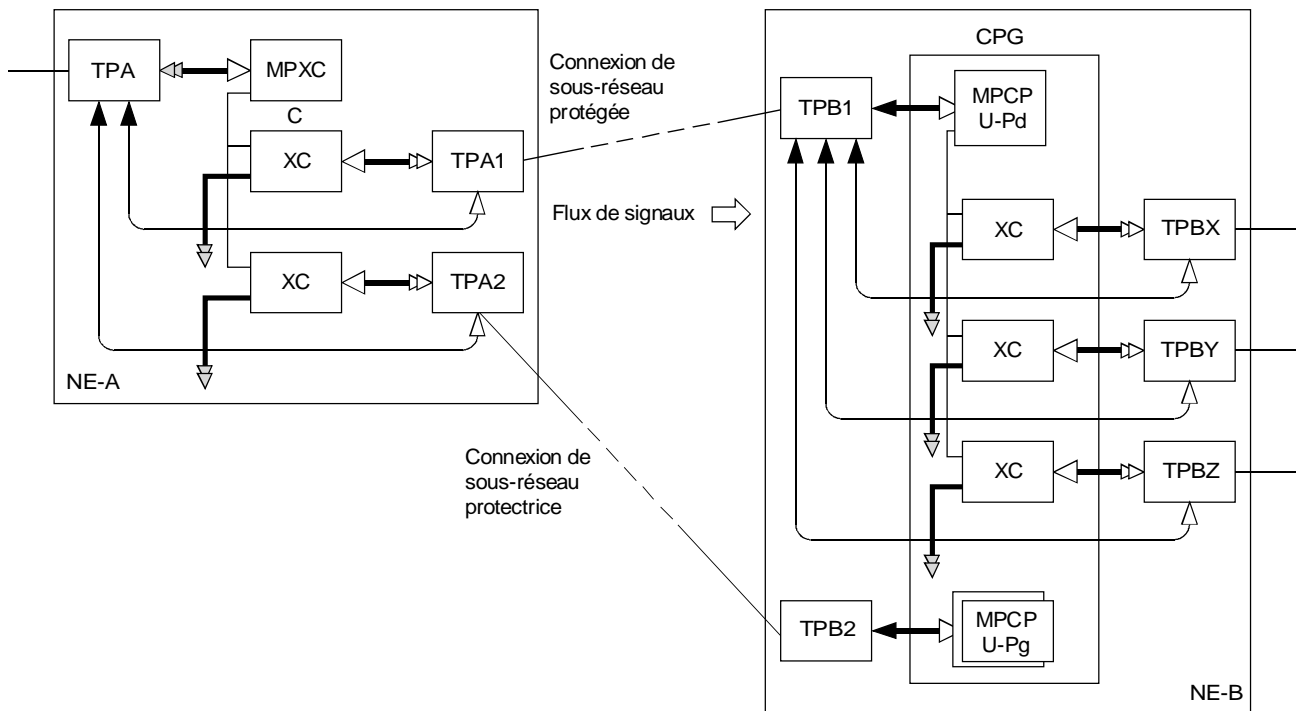 TPA
MPXC
C
XC
TPA1
XC
TPA2
NE-A
Connexion de
sous-réseau
protégée
Flux de signaux
Connexion de
sous-réseau
protectrice
CPG
TPB1
MPCP
U-Pd
XC
TPBX
XC
TPBY
XC
TPBZ
TPB2
MPCP
U-Pg
NE-B